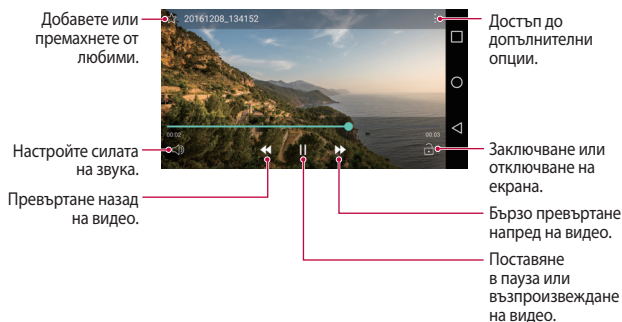 Добавете или
премахнете от
любими.
20161208_134152
Достъп до
допълнителни
опции.
00:02
00:03
Настройте силата
на звука.
Превъртане назад
на видео.
Заключване или
отключване на
екрана.
Бързо превъртане
напред на видео.
Поставяне
в пауза или
възпроизвеждане
на видео.